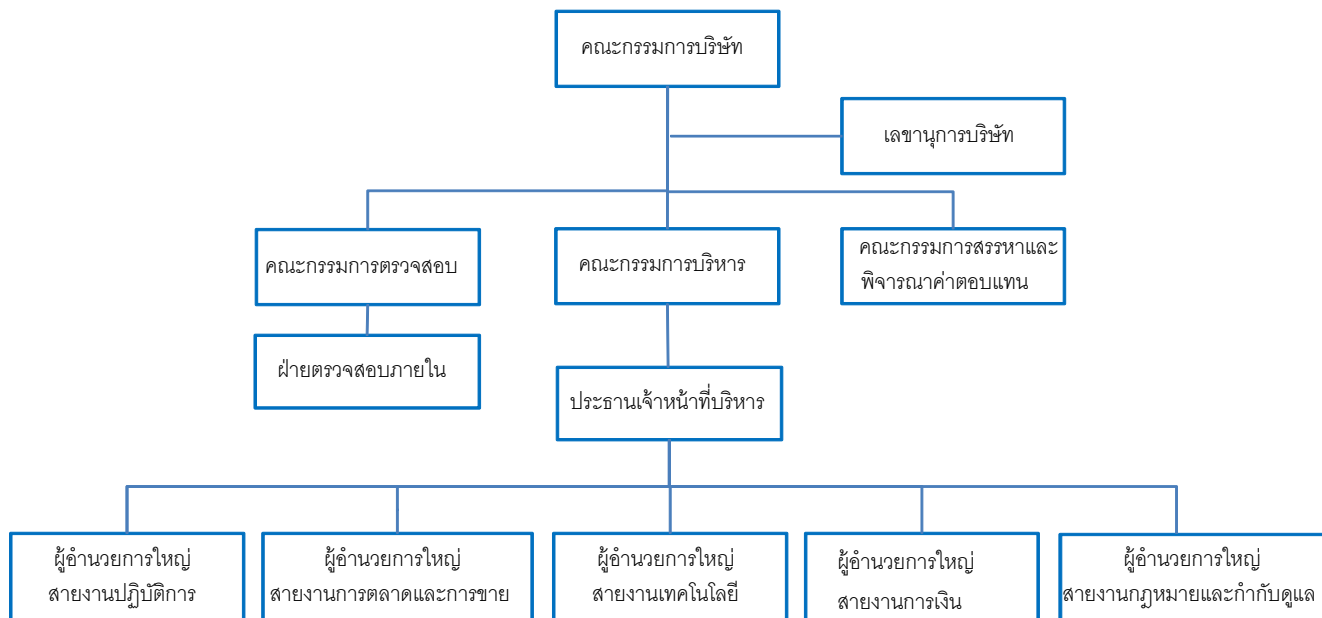 คณะกรรมการบริษัท
เลขานุการบริษัท
คณะกรรมการตรวจสอบ
คณะกรรมการบริหาร
คณะกรรมการสรรหาและ
พิจารณาค่าตอบแทน
ฝ่ายตรวจสอบภายใน
ประธานเจ้าหน้าที่บริหาร
ผู้อำนวยการใหญ่
สายงานปฏิบัติการ
ผู้อำนวยการใหญ่
สายงานการตลาดและการขาย
ผู้อำนวยการใหญ่
สายงานเทคโนโลยี
ผู้อำนวยการใหญ่
สายงานการเงิน
ผู้อำนวยการใหญ่
สายงานกฎหมายและกำกับดูแล